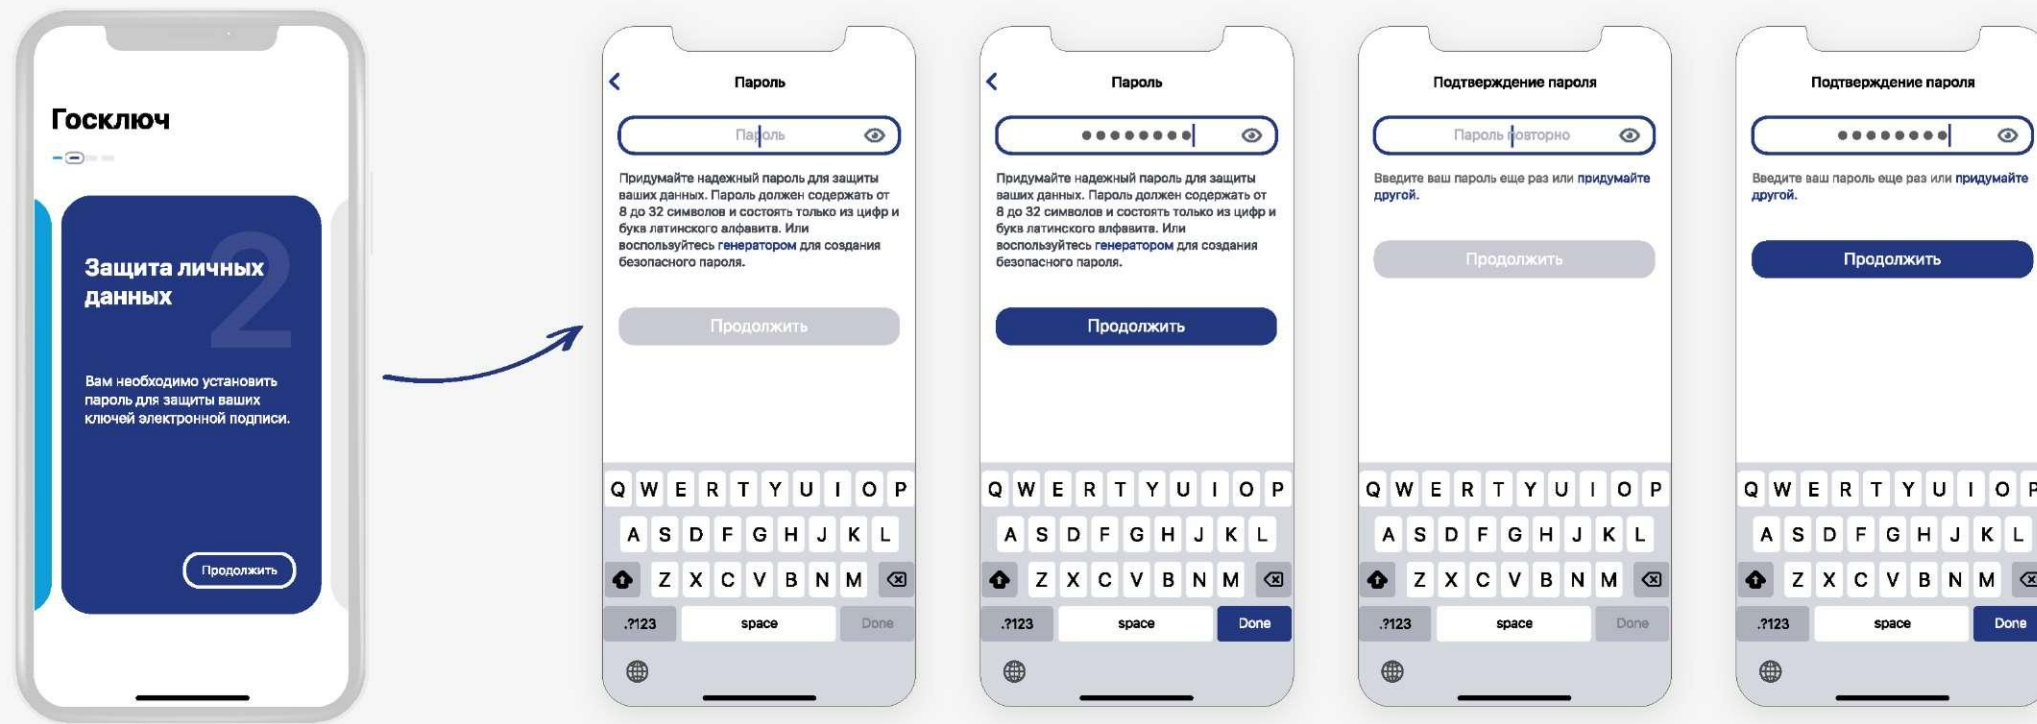 Госключ
2
Защита личных
данных
Вам необходимо установить
пароль для защиты ваших
ключей электронной подписи.
Продолжить
Пароль
Пароль
Придумайте надежный пароль для защиты
ваших данных. Пароль должен содержать от
8 до 32 символов и состоять только из цифр и
букв латинского алфавита. Или
воспользуйтесь генератором для создания
безопасного пароля.
Продолжить
Q W E R T Y U I O P
A S D F G H J K L
Z X C V B N M
.?123 space Done
Пароль
Придумайте надежный пароль для защиты
ваших данных. Пароль должен содержать от
8 до 32 символов и состоять только из цифр и
букв латинского алфавита. Или
воспользуйтесь генератором для создания
безопасного пароля.
Продолжить
Q W E R T Y U I O P
A S D F G H J K L
Z X C V B N M
.?123 space Done
Подтверждение пароля
Пароль повторно
Введите ваш пароль еще раз или придумайте
другой.
Продолжить
Q W E R T Y U I O P
A S D F G H J K L
Z X C V B N M
.?123 space Done
Подтверждение пароля
Введите ваш пароль еще раз или придумайте
другой.
Продолжить
Q W E R T Y U I O P
A S D F G H J K L
Z X C V B N M
.?123 space Done